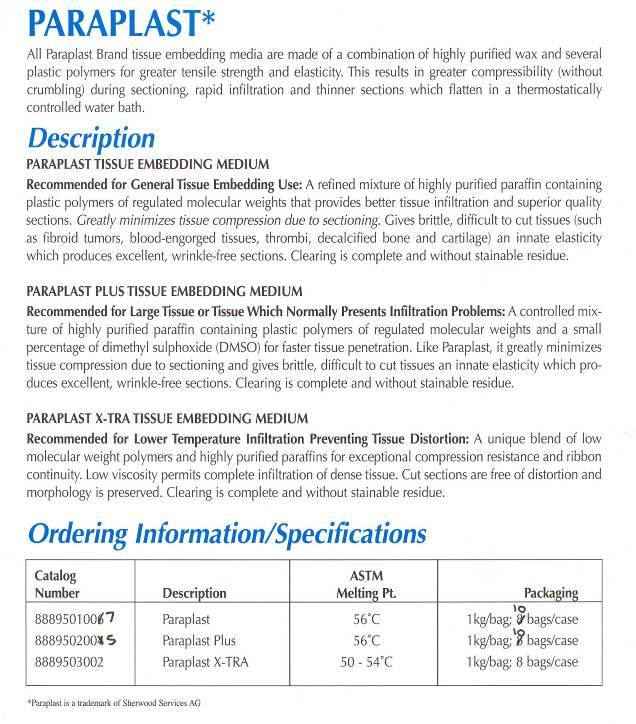 PARAPLAST*
All Paraplast Brand tissue embedding media are made of a combination of highly purified wax and several
plastic polymers for greater tensile strength and elasticity. This results in greater compressibility (without
crumbling) during sectioning, rapid infiltration and thinner sections which flatten in a thermostatically
controlled water bath.
Description
PARAPLAST TISSUE EMBEDDING MEDIUM
Recommended for General Tissue Embedding Use: A refined mixture of highly purified paraffin containing
plastic polymers of regulated molecular weights that provides better tissue infiltration and superior quality
sections. Greatly minimizes tissue compression due to sectioning. Gives brittle, difficult to cut tissues (such
as fibroid tumors, blood-engorged tissues, thrombi, decalcified bone and cartilage) an innate elasticity
which produces excellent, wrinkle-free sections. Clearing is complete and without stainable residue.
PARAPLAST PLUS TISSUE EMBEDDING MEDIUM
Recommended for Large Tissue or Tissue Which Normally Presents Infiltration Problems: A controlled mix-
ture of highly purified paraffin containing plastic polymers of regulated molecular weights and a small
percentage of dimethyl sulphoxide (DMSO) for faster tissue penetration. Like Paraplast, it greatly minimizes
tissue compression due to sectioning and gives brittle, difficult to cut tissues an innate elasticity which pro-
duces excellent, wrinkle-free sections. Clearing is complete and without stainable residue.
PARAPLAST X-TRA TISSUE EMBEDDING MEDIUM
Recommended for Lower Temperature Infiltration Preventing Tissue Distortion: A unique blend of low
molecular weight polymers and highly purified paraffins for exceptional compression resistance and ribbon
continuity. Low viscosity permits complete infiltration of dense tissue. Cut sections are free of distortion and
morphology is preserved. Clearing is complete and without stainable residue.
Ordering Information/Specifications
Catalog ASTM
Number Description Melting Pt. Packaging
8889501007 Paraplast 56°C 1kg/bag; 10 bags/case
8889502005 Paraplast Plus 56°C 1kg/bag; 10 bags/case
8889503002 Paraplast X-TRA 50 - 54°C 1kg/bag; 8 bags/case
*Paraplast is a trademark of Sherwood Services AG